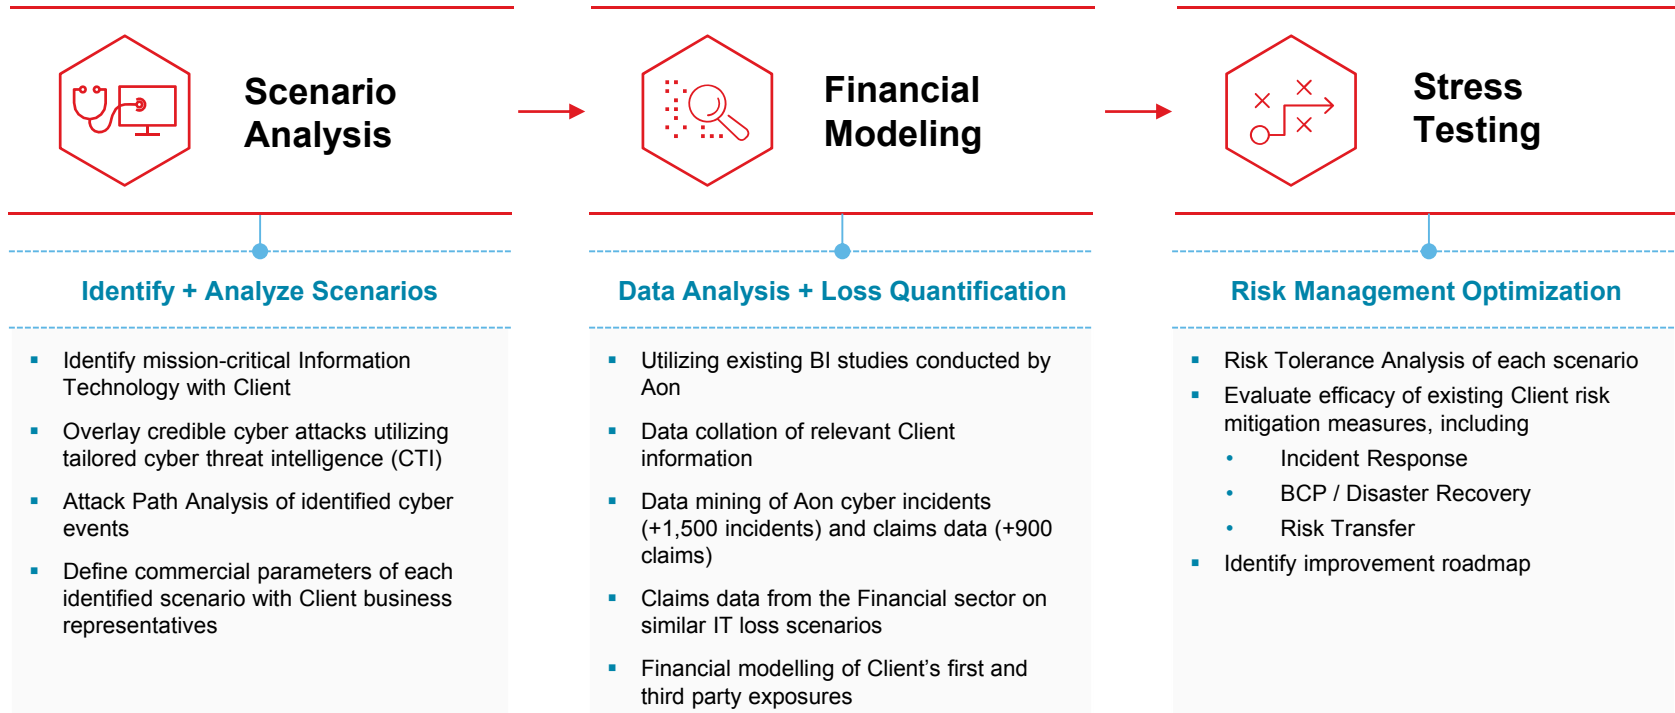 Scenario
Analysis
Financial
Modeling
Stress
Testing
Identify + Analyze Scenarios
▪ Identify mission-critical Information
Technology with Client
▪ Overlay credible cyber attacks utilizing
tailored cyber threat intelligence (CTI)
▪ Attack Path Analysis of identified cyber
events
▪ Define commercial parameters of each
identified scenario with Client business
representatives
Data Analysis + Loss Quantification
▪ Utilizing existing BI studies conducted by
Aon
▪ Data collation of relevant Client
information
▪ Data mining of Aon cyber incidents
(+1,500 incidents) and claims data (+900
claims)
▪ Claims data from the Financial sector on
similar IT loss scenarios
▪ Financial modelling of Client’s first and
third party exposures
Risk Management Optimization
▪ Risk Tolerance Analysis of each scenario
▪ Evaluate efficacy of existing Client risk
mitigation measures, including
• Incident Response
• BCP / Disaster Recovery
• Risk Transfer
▪ Identify improvement roadmap